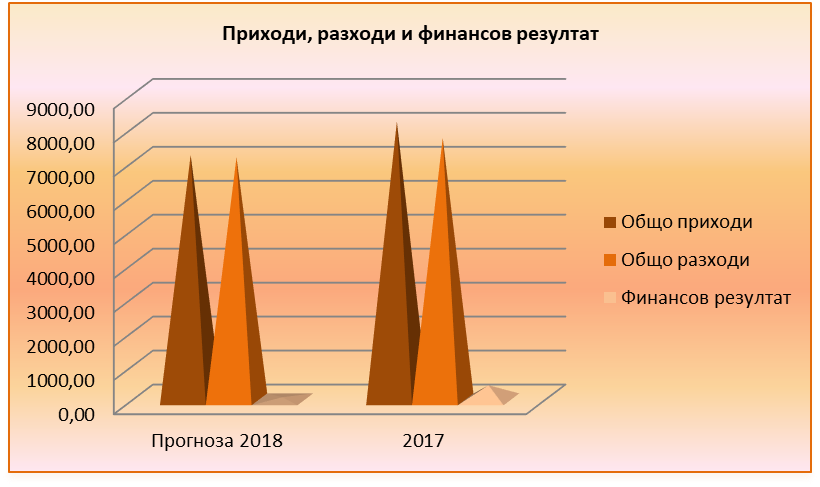 Приходи, разходи и финансов резултат
9000,00
8000,00
7000,00
6000,00
5000,00
4000,00
3000,00
2000,00
1000,00
0,00
Прогноза 2018
2017
Общо приходи
Общо разходи
Финансов резултат